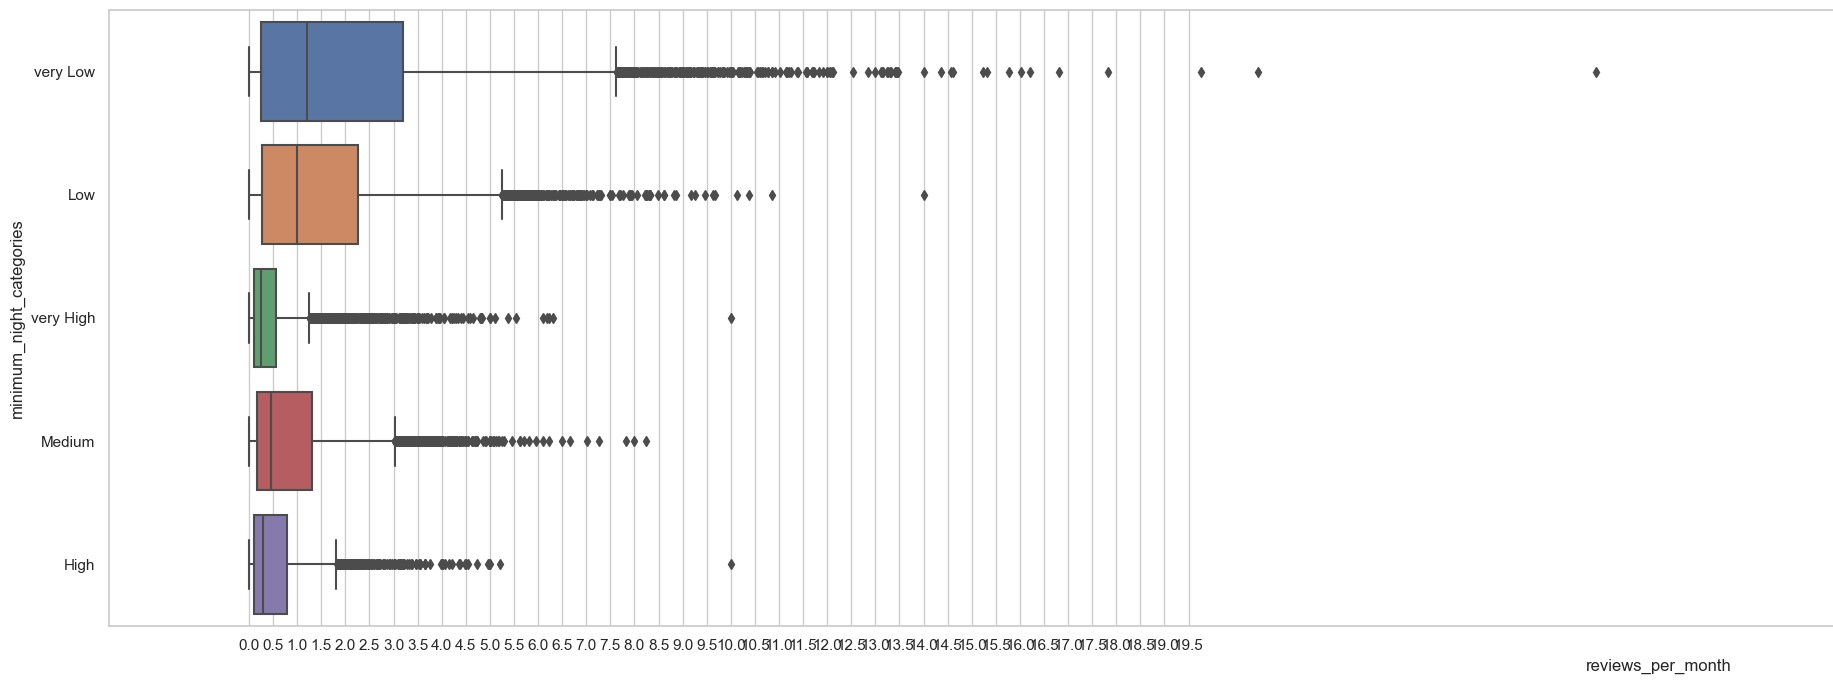 minimum_night_categories
very Low
Low
very High
Medium
High
0.0 0.5 1.0 1.5 2.0 2.5 3.0 3.5 4.0 4.5 5.0 5.5 6.0 6.5 7.0 7.5 8.0 8.5 9.0 9.5 10.0 10.5 11.0 11.5 12.0 12.5 13.0 13.5 14.0 14.5 15.0 15.5 16.0 16.5 17.0 17.5 18.0 18.5 19.0 19.5
reviews_per_month